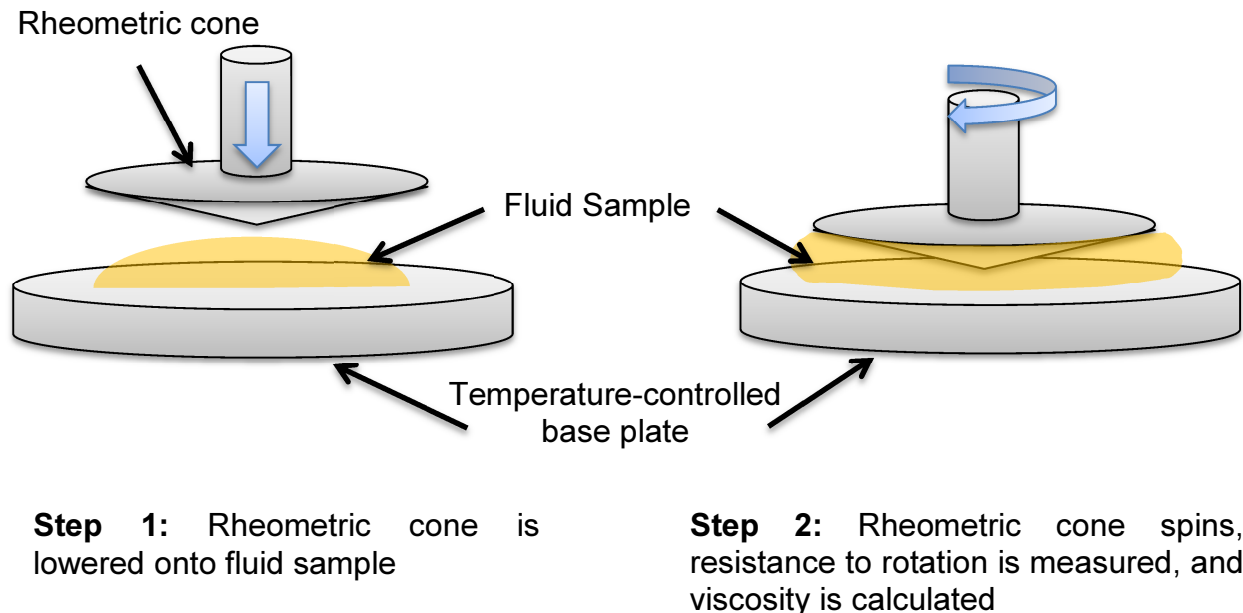 Rheometric cone
Fluid Sample
Temperature-controlled
base plate
Step 1: Rheometric cone is
lowered onto fluid sample
Step 2: Rheometric cone spins,
resistance to rotation is measured, and
viscosity is calculated